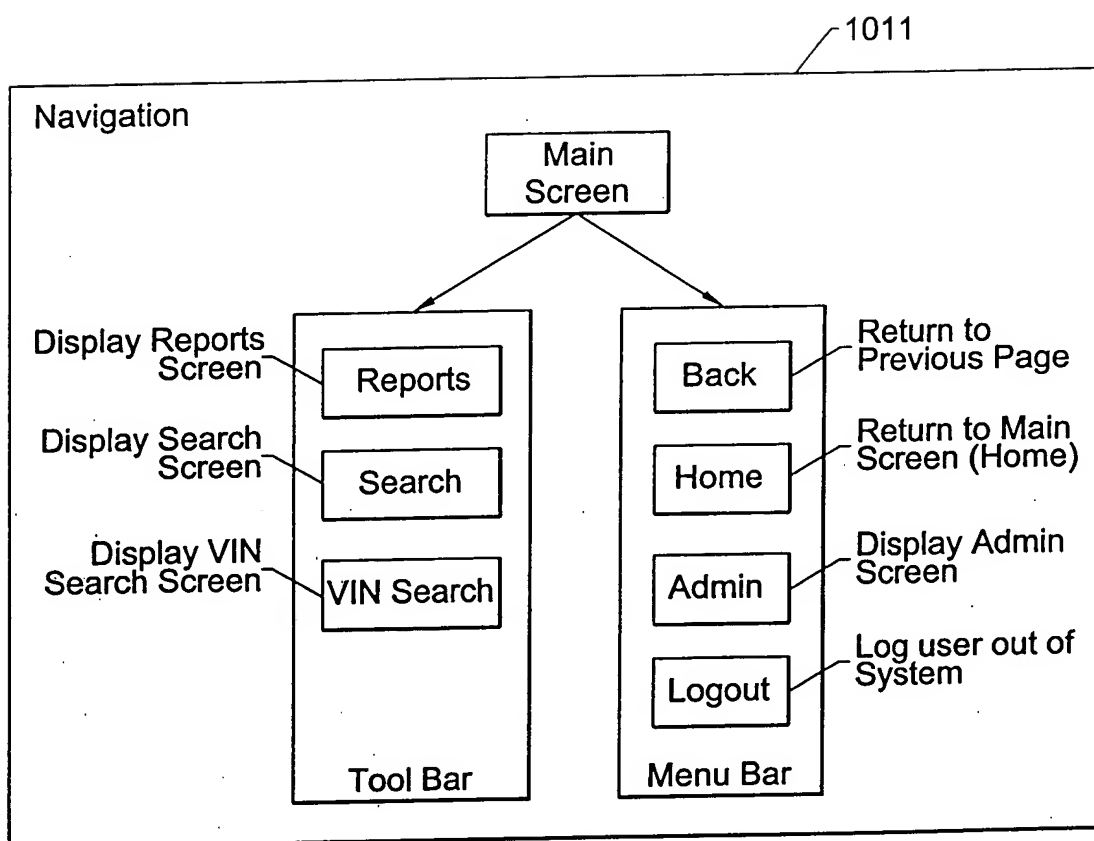 1011
Navigation
Main
Screen
Display Reports
Screen
Reports
Display Search
Screen
Search
Display VIN
Search Screen
VIN Search
Tool Bar
Back
Return to
Previous Page
Home
Return to Main
Screen (Home)
Admin
Display Admin
Screen
Logout
Log user out of
System
Menu Bar